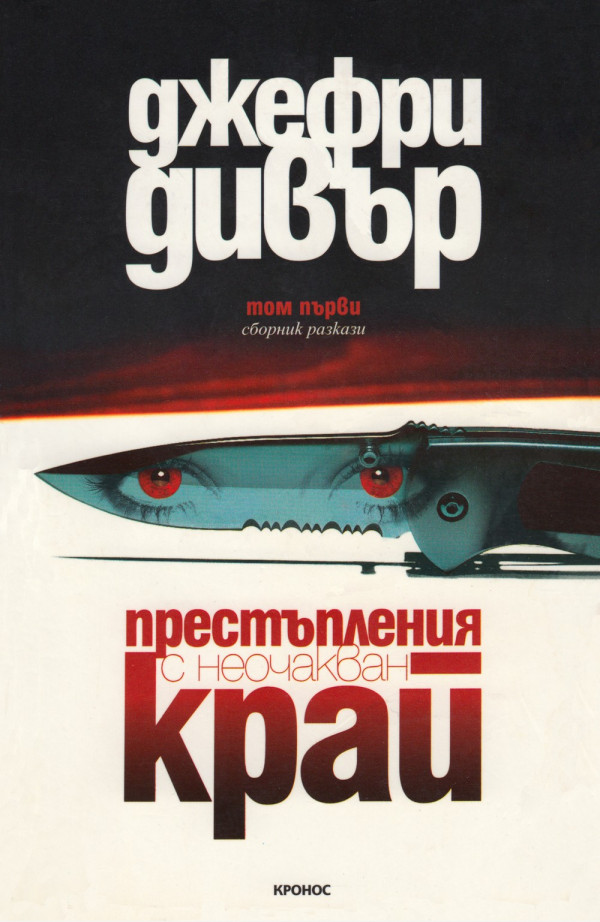 джефри
дивър
том първи
сборник разкази
престъпления
с неочакван
край
КРОНОС